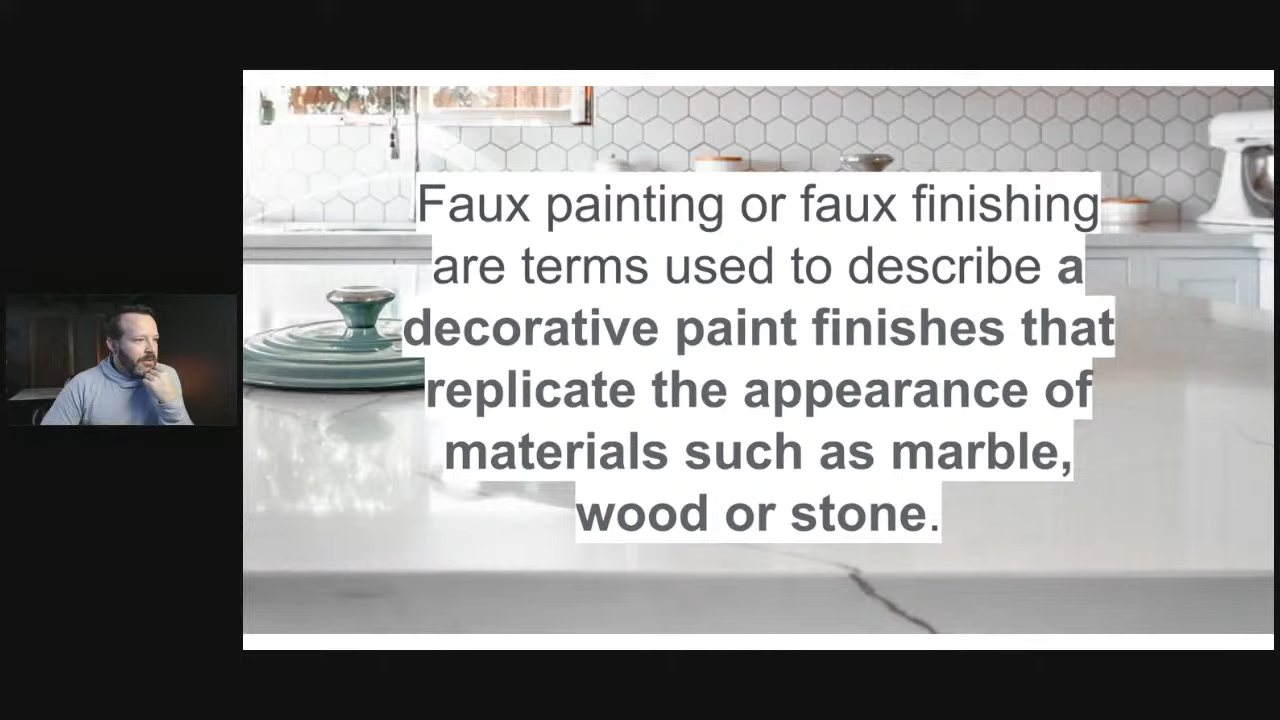 Faux painting or faux finishing
are terms used to describe a
decorative paint finishes that
replicate the appearance of
materials such as marble,
wood or stone.